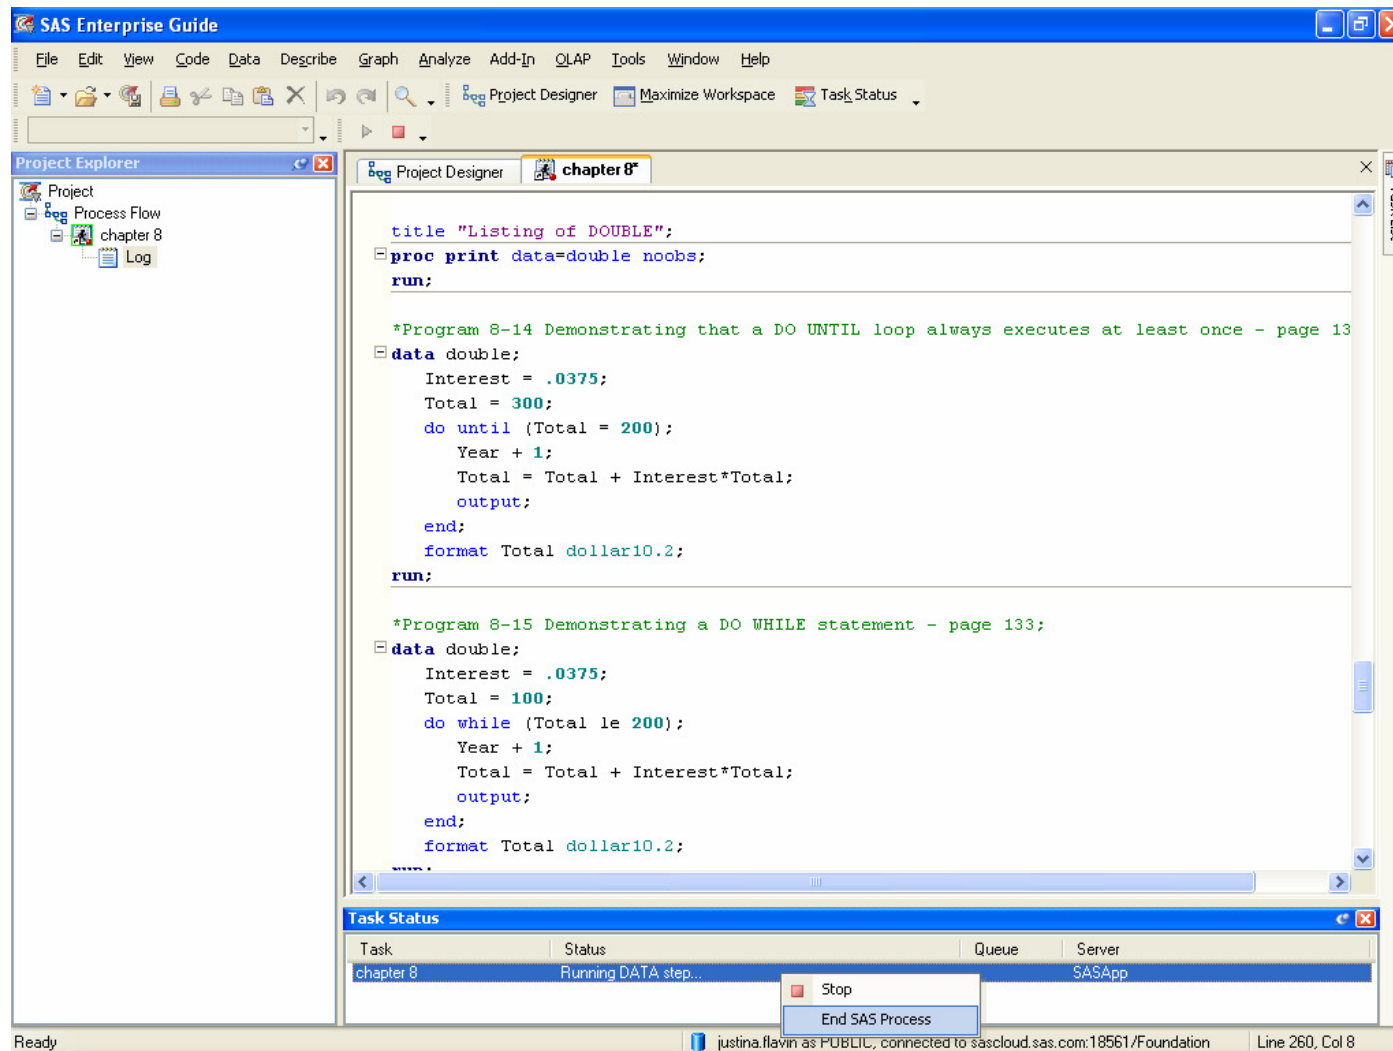 SAS Enterprise Guide
File Edit View Code Data Describe Graph Analyze Add-In OLAP Tools Window Help
Project Designer Maximize Workspace Task Status
Project Explorer
Project
Process Flow
chapter 8
Log
Project Designer chapter 8*
title "Listing of DOUBLE";
proc print data=double noobs;
run;
*Program 8-14 Demonstrating that a DO UNTIL loop always executes at least once - page 13
data double;
Interest = .0375;
Total = 300;
do until (Total = 200);
Year + 1;
Total = Total + Interest*Total;
output;
end;
format Total dollar10.2;
run;
*Program 8-15 Demonstrating a DO WHILE statement - page 133;
data double;
Interest = .0375;
Total = 100;
do while (Total le 200);
Year + 1;
Total = Total + Interest*Total;
output;
end;
format Total dollar10.2;
run;
Task Status
Task Status Queue Server
chapter 8 Running DATA step... SASApp
Stop
End SAS Process
Ready justina.flavin as PUBLIC, connected to sascloud.sas.com:18561/Foundation Line 260, Col 8